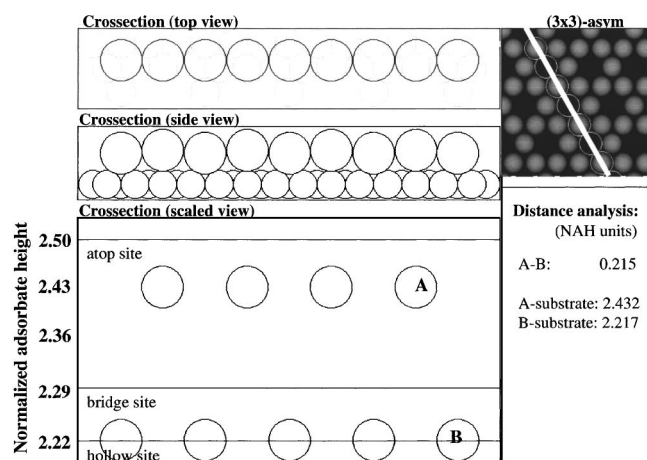 Crossection (top view)
(3x3)-asym
Crossection (side view)
Crossection (scaled view)
Normalized adsorbate height
2.50
2.43
2.36
2.29
2.22
atop site
A
bridge site
B
hollow site
Distance analysis:
(NAH units)
A-B: 0.215
A-substrate: 2.432
B-substrate: 2.217